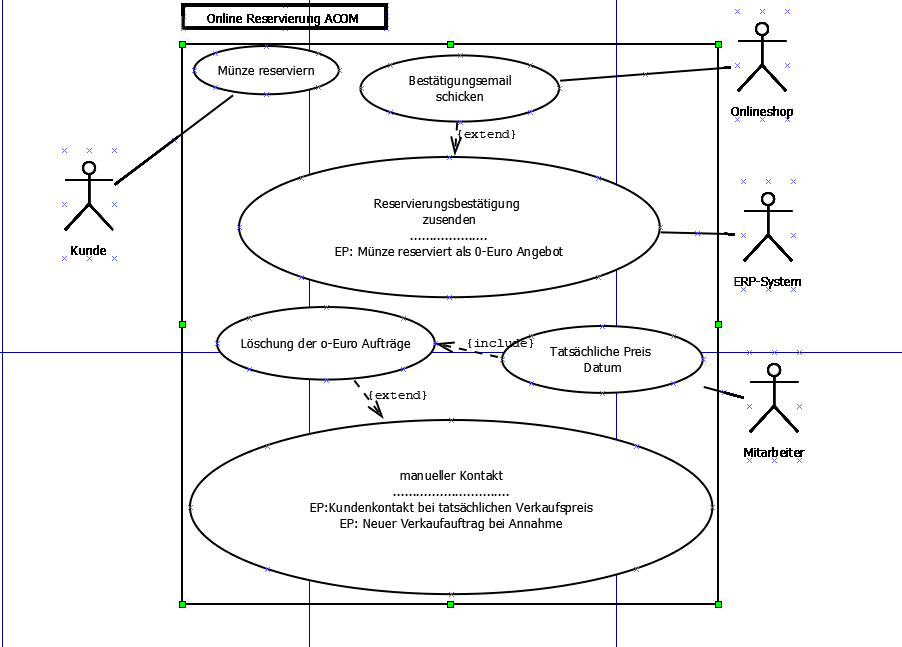 Online Reservierung ACOM
Münze reservieren
Bestätigungsemail
schicken
Onlineshop
{extend}
Kunde
Reservierungsbestätigung
zusenden
....................
EP: Münze reserviert als 0-Euro Angebot
ERP-System
Löschung der o-Euro Aufträge
{include}
Tatsächliche Preis
Datum
{extend}
Mitarbeiter
manueller Kontakt
..............................
EP:Kundenkontakt bei tatsächlichen Verkaufspreis
EP: Neuer Verkaufauftrag bei Annahme